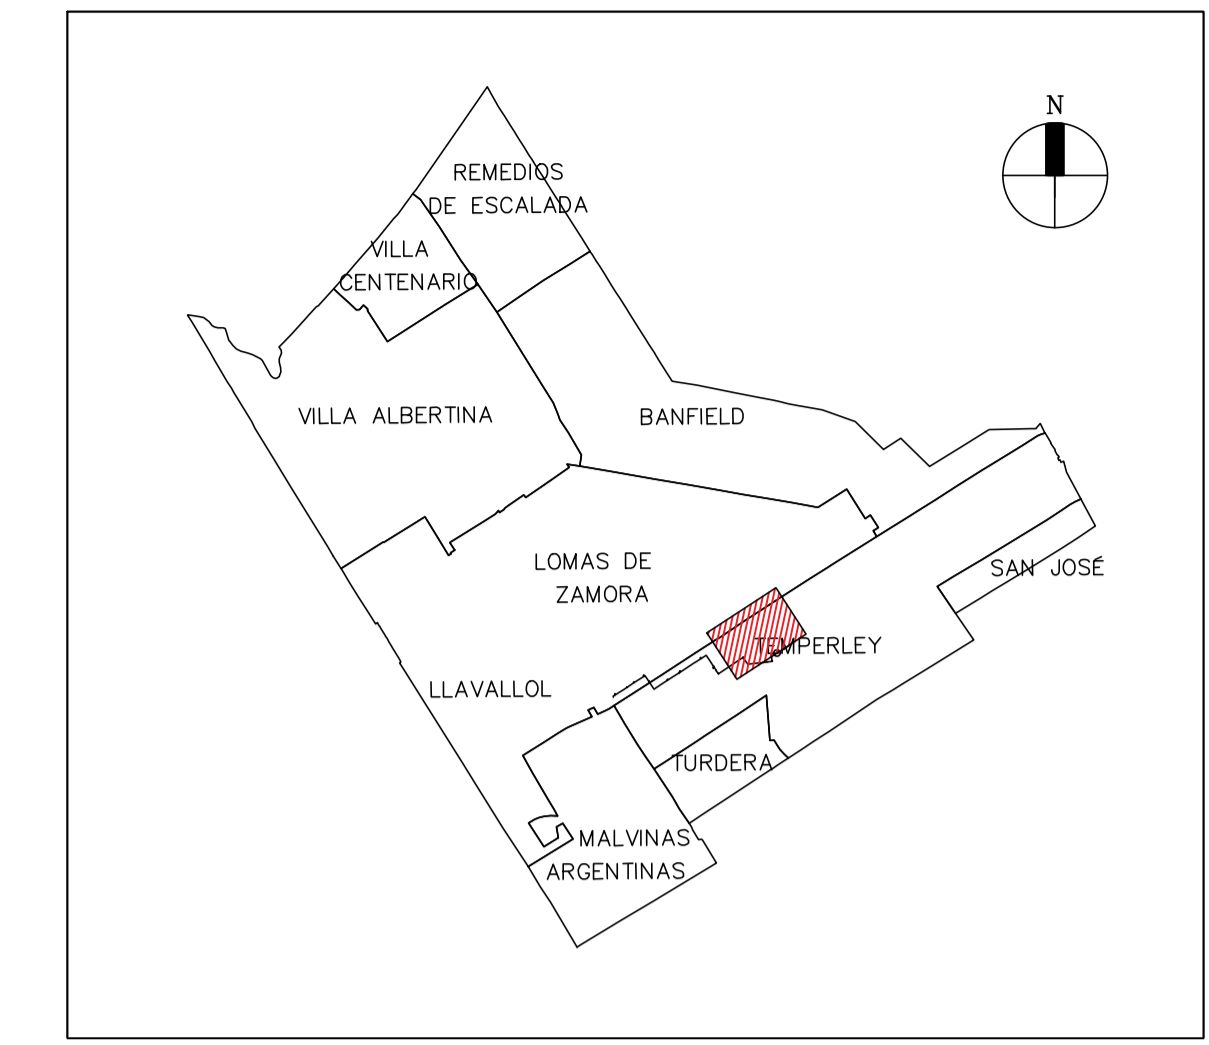 N
REMEDIOS
DE ESCALADA
VILLA
CENTENARIO
VILLA ALBERTINA
BANFIELD
LOMAS DE
ZAMORA
SAN JOSÉ
TEMPERLEY
LLAVALLOL
TURDERA
MALVINAS
ARGENTINAS